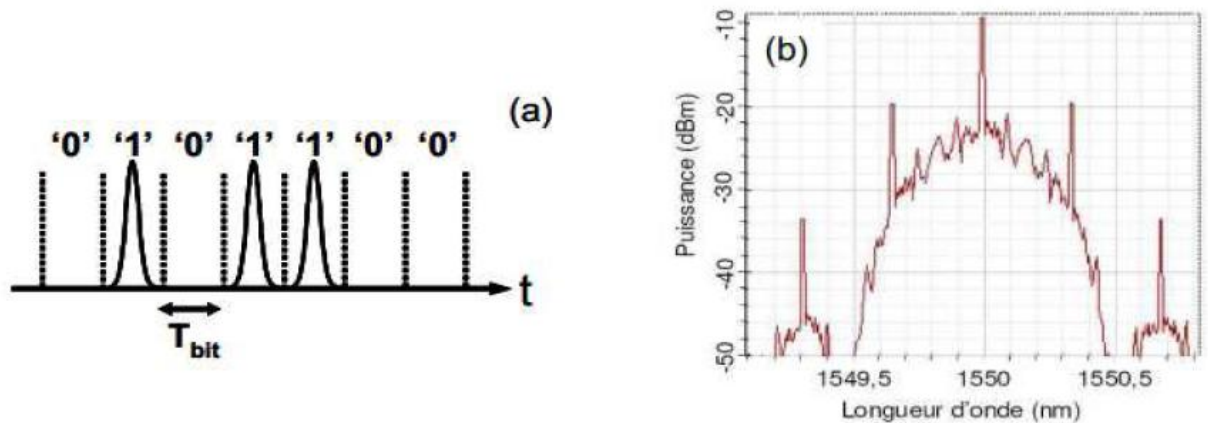 (a)
‘0’ ‘1’ ‘0’ ‘1’ ‘1’ ‘0’ ‘0’
t
T bit
(b)
Puissance (dBm)
-10
-20
-30
-40
-50
1549,5 1550 1550,5
Longueur d'onde (nm)